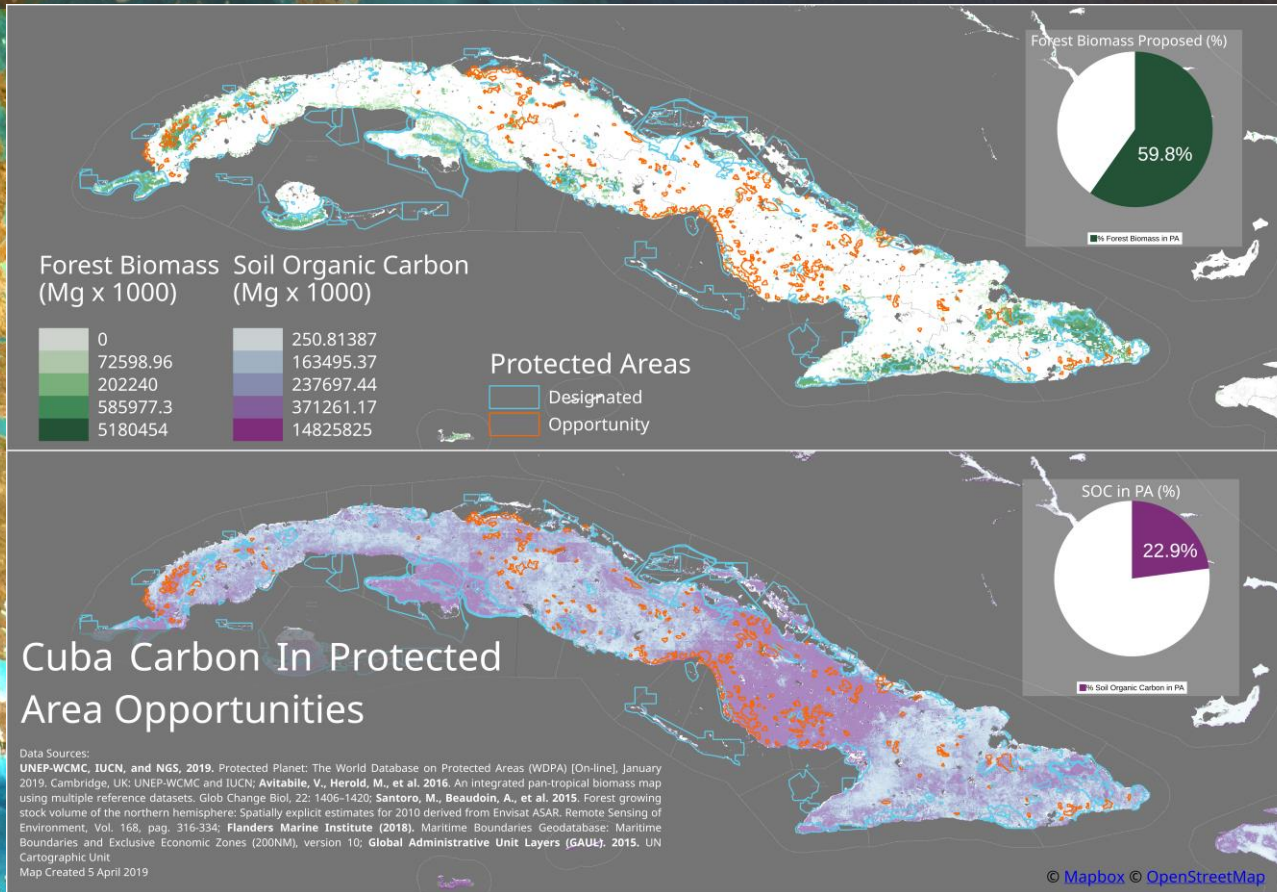 Forest Biomass Proposed (%)
59.8%
% Forest Biomass in PA
Forest Biomass
(Mg x 1000)
0
72598.96
202240
585977.3
5180454
Soil Organic Carbon
(Mg x 1000)
250.81387
163495.37
237697.44
371261.17
14825825
Protected Areas
Designated
Opportunity
SOC in PA (%)
22.9%
% Soil Organic Carbon in PA
Cuba Carbon In Protected
Area Opportunities
Data Sources:
UNEP-WCMC, IUCN, and NGS, 2019. Protected Planet: The World Database on Protected Areas (WDPA) [On-line], January
2019. Cambridge, UK: UNEP-WCMC and IUCN; Avitabile, V., Herold, M., et al. 2016. An integrated pan-tropical biomass map
using multiple reference datasets. Glob Change Biol, 22: 1406–1420; Santoro, M., Beaudoin, A., et al. 2015. Forest growing
stock volume of the northern hemisphere: Spatially explicit estimates for 2010 derived from Envisat ASAR. Remote Sensing of
Environment, Vol. 168, pag. 316-334; Flanders Marine Institute (2018). Maritime Boundaries Geodatabase: Maritime
Boundaries and Exclusive Economic Zones (200NM), version 10; Global Administrative Unit Layers (GAUL). 2015. UN
Cartographic Unit
Map Created 5 April 2019
© Mapbox © OpenStreetMap